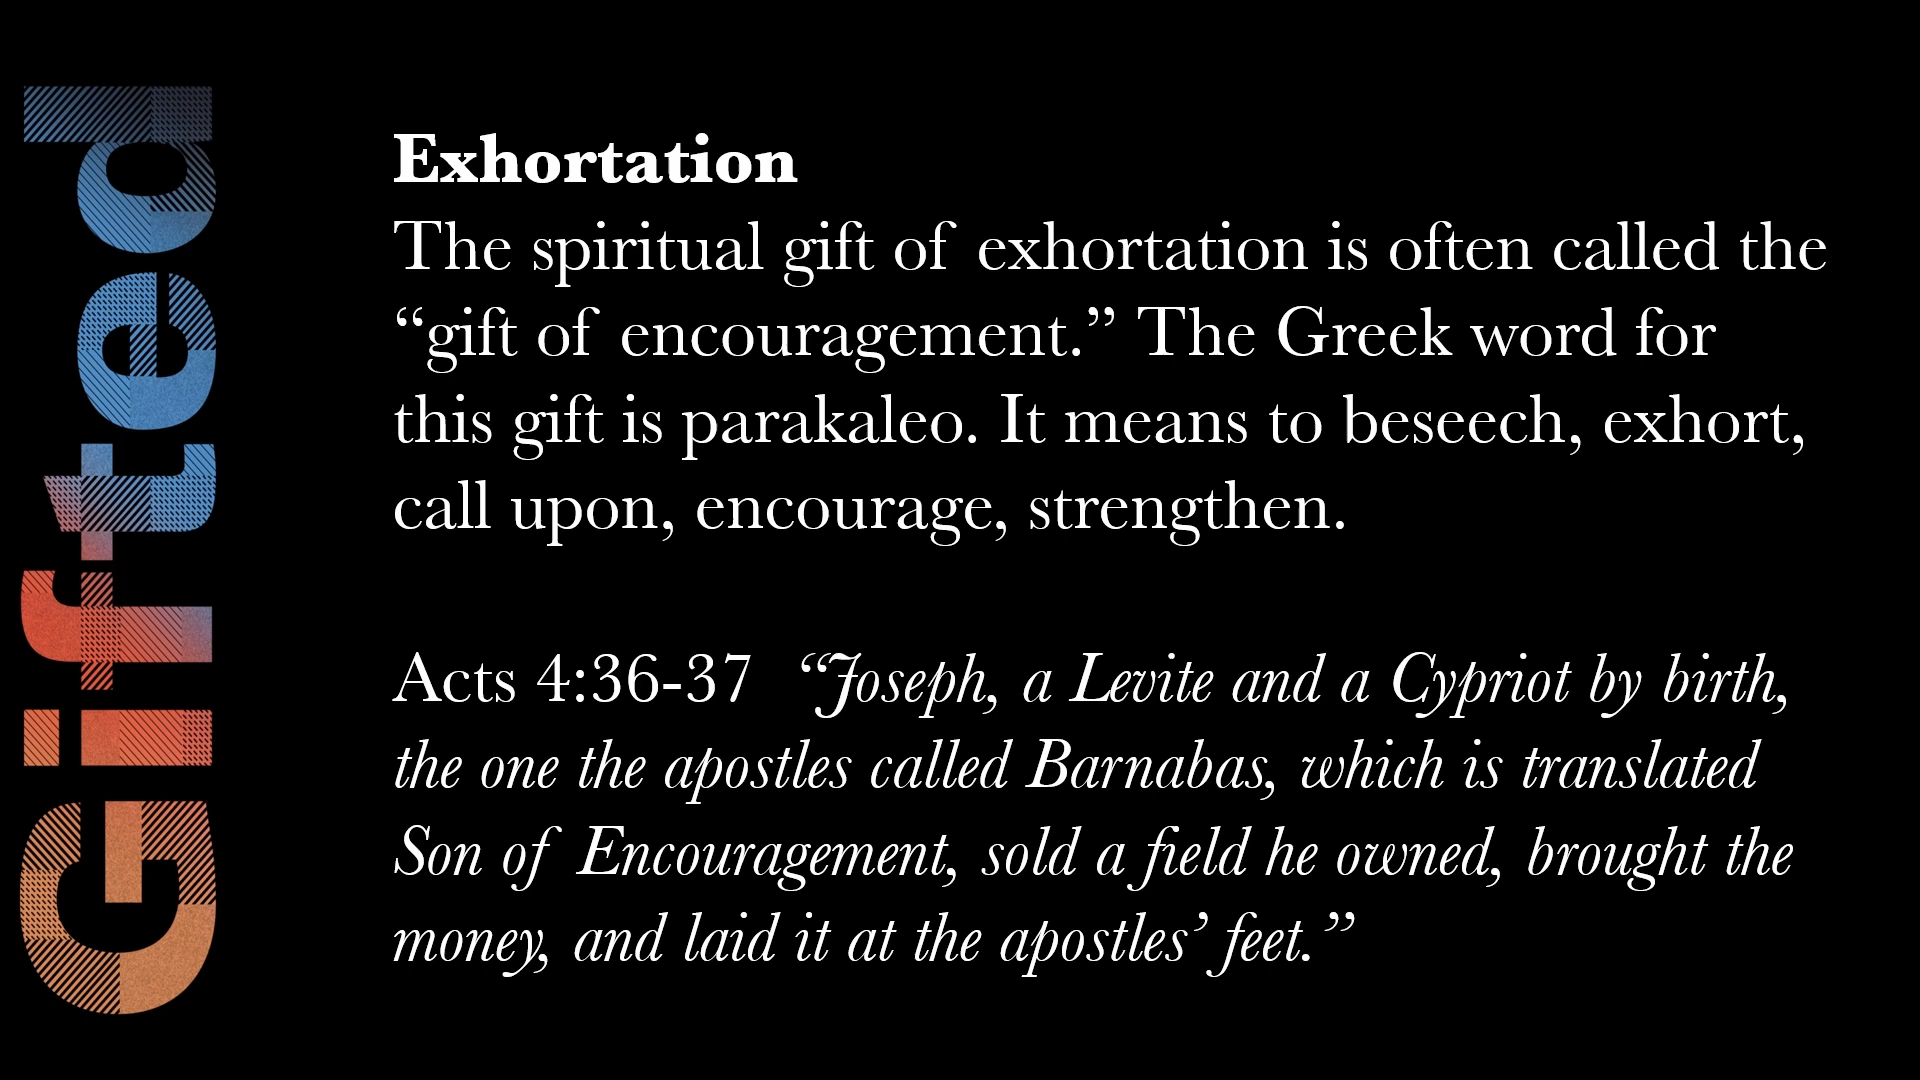 Gifted
Exhortation
The spiritual gift of exhortation is often called the
“gift of encouragement.” The Greek word for
this gift is parakaleo. It means to beseech, exhort,
call upon, encourage, strengthen.
Acts 4:36-37 “Joseph, a Levite and a Cypriot by birth,
the one the apostles called Barnabas, which is translated
Son of Encouragement, sold a field he owned, brought the
money, and laid it at the apostles’ feet.”